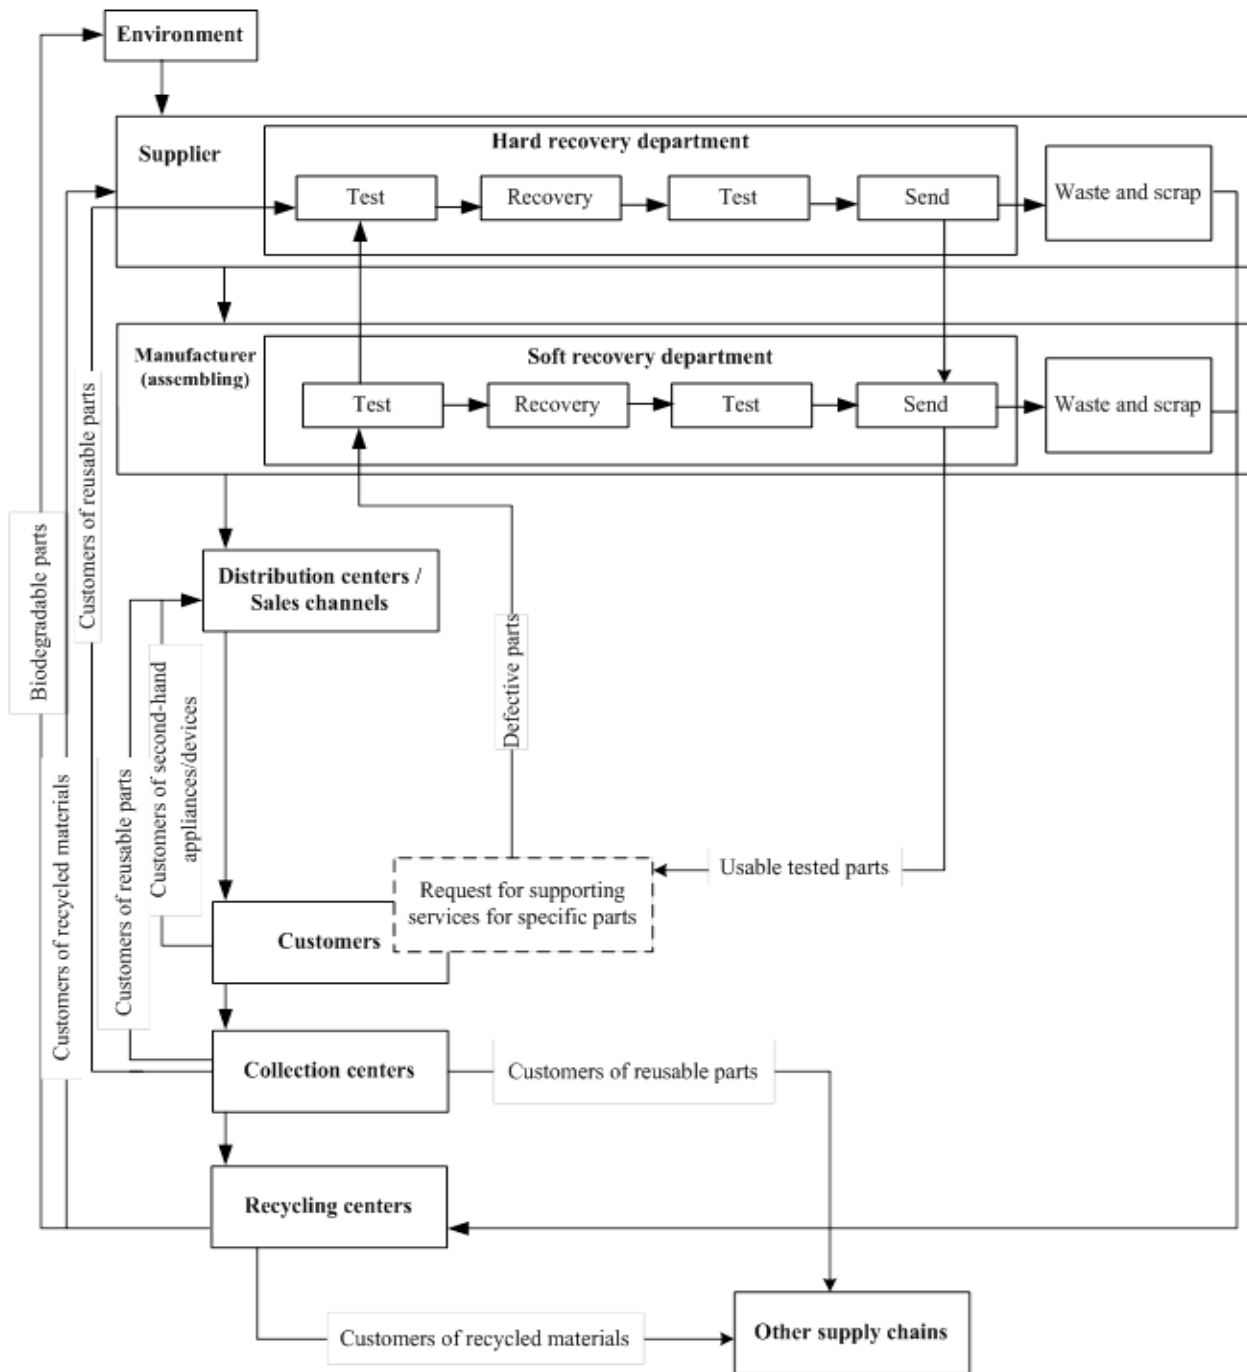 Environment
Supplier
Hard recovery department
Test
Recovery
Test
Send
Waste and scrap
Manufacturer
(assembling)
Soft recovery department
Test
Recovery
Test
Send
Waste and scrap
Customers of reusable parts
Biodegradable parts
Distribution centers /
Sales channels
Defective parts
Customers of second-hand
appliances/devices
Customers of reusable parts
Customers of recycled materials
Usable tested parts
Request for supporting
services for specific parts
Customers
Collection centers
Customers of reusable parts
Recycling centers
Customers of recycled materials
Other supply chains